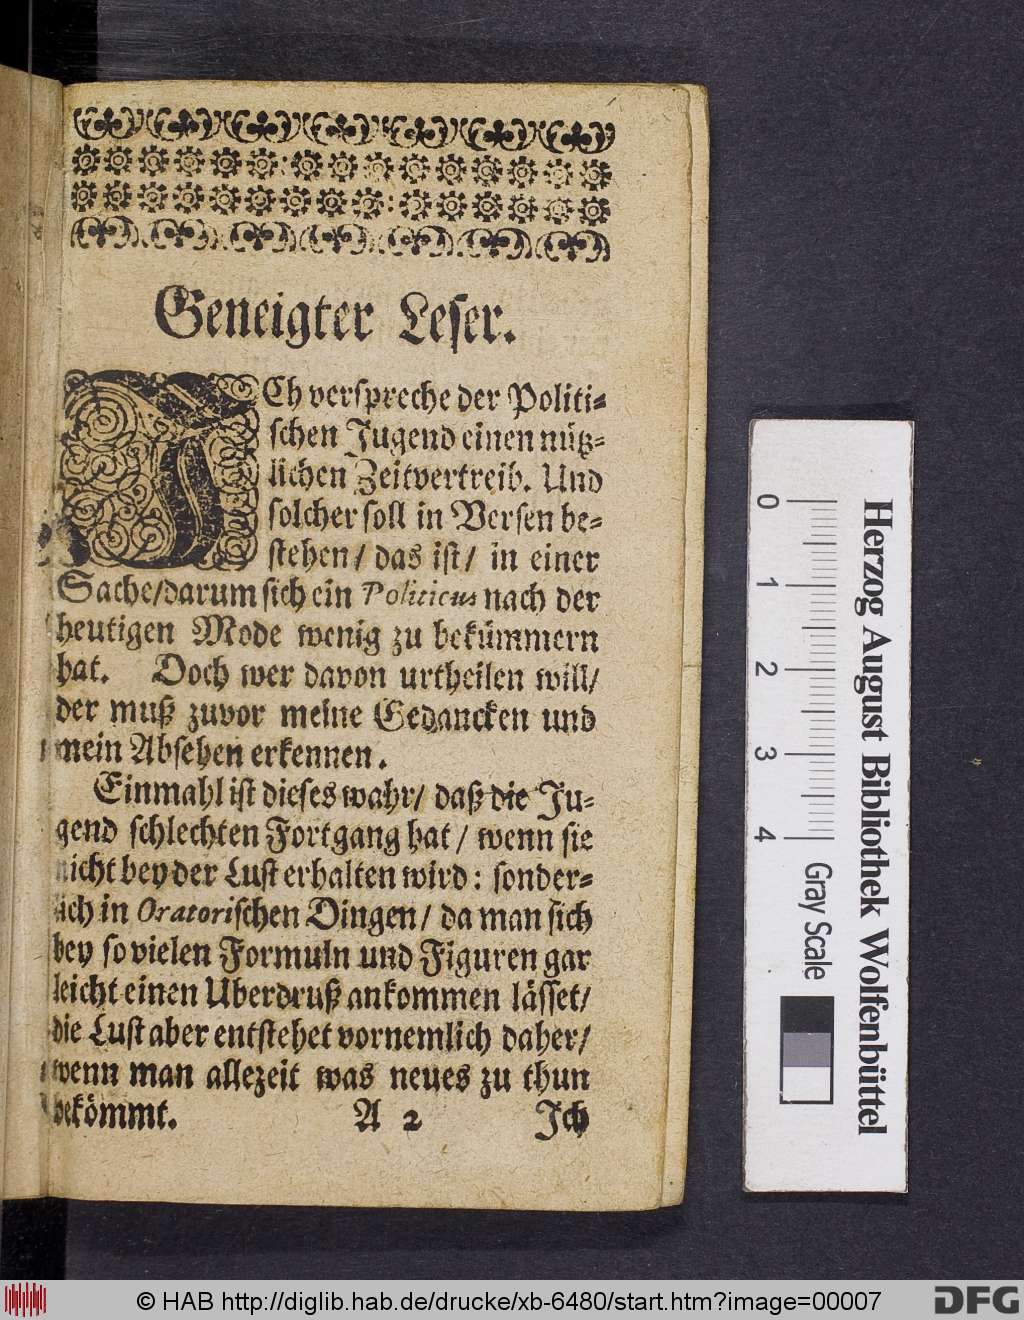 Geneigter Leser.
ICh verspreche der Politi=
schen Jugend einen nütz=
lichen Zeitvertreib. Und
solcher soll in Versen be=
stehen/ das ist/ in einer
Sache/darum sich ein Politicus nach der
heutigen Mode wenig zu bekümmern
hat. Doch wer davon urtheilen will/
der muß zuvor meine Gedancken und
mein Absehen erkennen.
Einmahl ist dieses wahr/ daß die Ju=
gend schlechten Fortgang hat/ wenn sie
nicht bey der Lust erhalten wird: sonder=
lich in Oratorischen Dingen/ da man sich
bey so vielen Formuln und Figuren gar
leicht einen Uberdruß ankommen lässet/
die Lust aber entstehet vornemlich daher/
wenn man allezeit was neues zu thun
bekömmt. A 2 Ich
Herzog August Bibliothek Wolfenbüttel
0 1 2 3 4 Gray Scale
© HAB http://diglib.hab.de/drucke/xb-6480/start.htm?image=00007
DFG